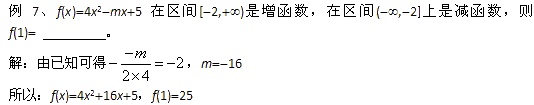 例 7、f(x)=4x²−mx+5 在区间[−2,+∞)是增函数，在区间(−∞,−2]上是减函数，则
f(1)= ________。
解：由已知可得−\frac{−m}{2×4}=−2，m=−16
所以：f(x)=4x²+16x+5，f(1)=25